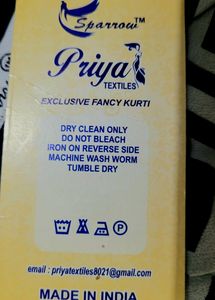 Sparrow™
Priya
TEXTILES
EXCLUSIVE FANCY KURTI
DRY CLEAN ONLY
DO NOT BLEACH
IRON ON REVERSE SIDE
MACHINE WASH WORM
TUMBLE DRY
P
email : priyatextiles8021@gmail.com
MADE IN INDIA